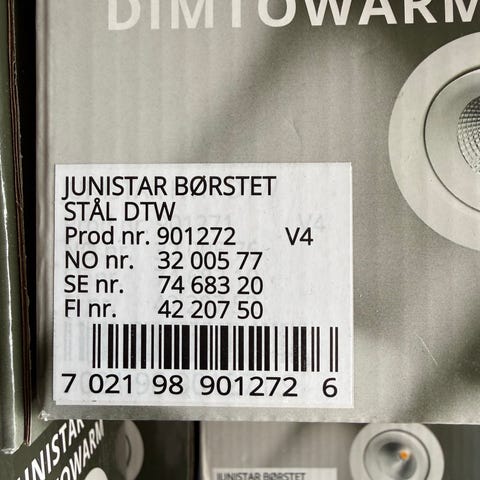 DIMTOWARM
JUNISTAR BØRSTET
STÅL DTW
Prod nr. 901272 V4
NO nr. 32 005 77
SE nr. 74 683 20
FI nr. 42 207 50
7 021 98 901272 6
JUNISTAR
DIMTOWARM
JUNISTAR BØRSTET